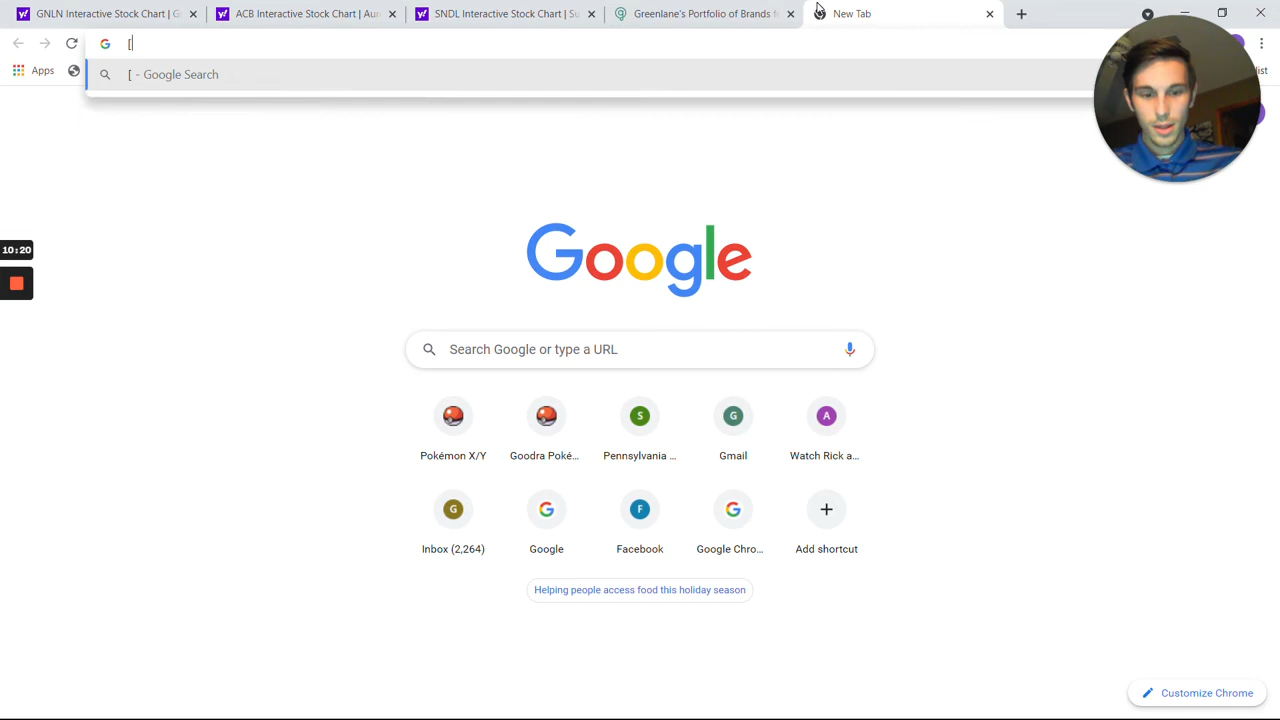 GNLN Interactive Stock Chart | G
ACB Interactive Stock Chart | Aur
SNDL Interactive Stock Chart | Su
Greenlane's Portfolio of Brands t
New Tab
[
Apps
list
[ - Google Search
10:20
Google
Search Google or type a URL
Pokémon X/Y
Goodra Poké...
S
Pennsylvania ...
G
Gmail
A
Watch Rick a...
G
Inbox (2,264)
Google
F
Facebook
Google Chro...
Add shortcut
Helping people access food this holiday season
Customize Chrome